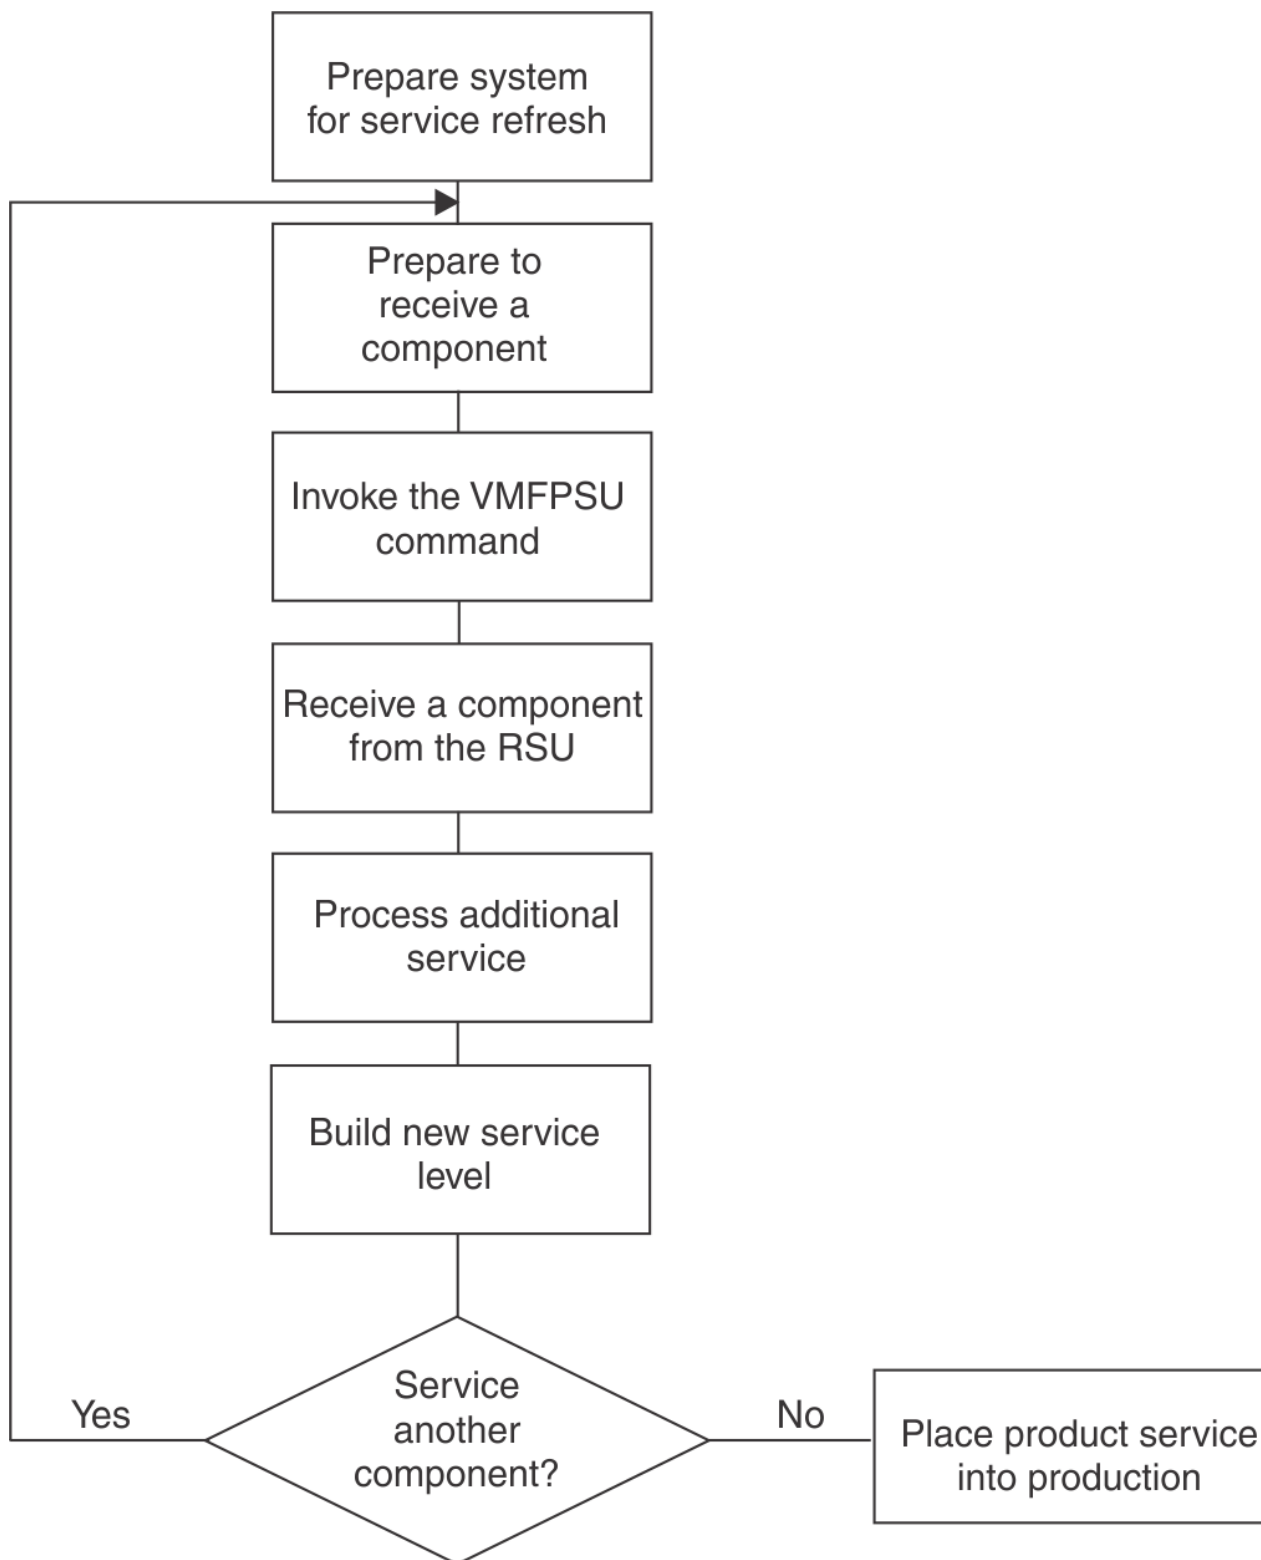 Prepare system
for service refresh
Prepare to
receive a
component
Invoke the VMFPSU
command
Receive a component
from the RSU
Process additional
service
Build new service
level
Service
another
component?
Yes
No
Place product service
into production